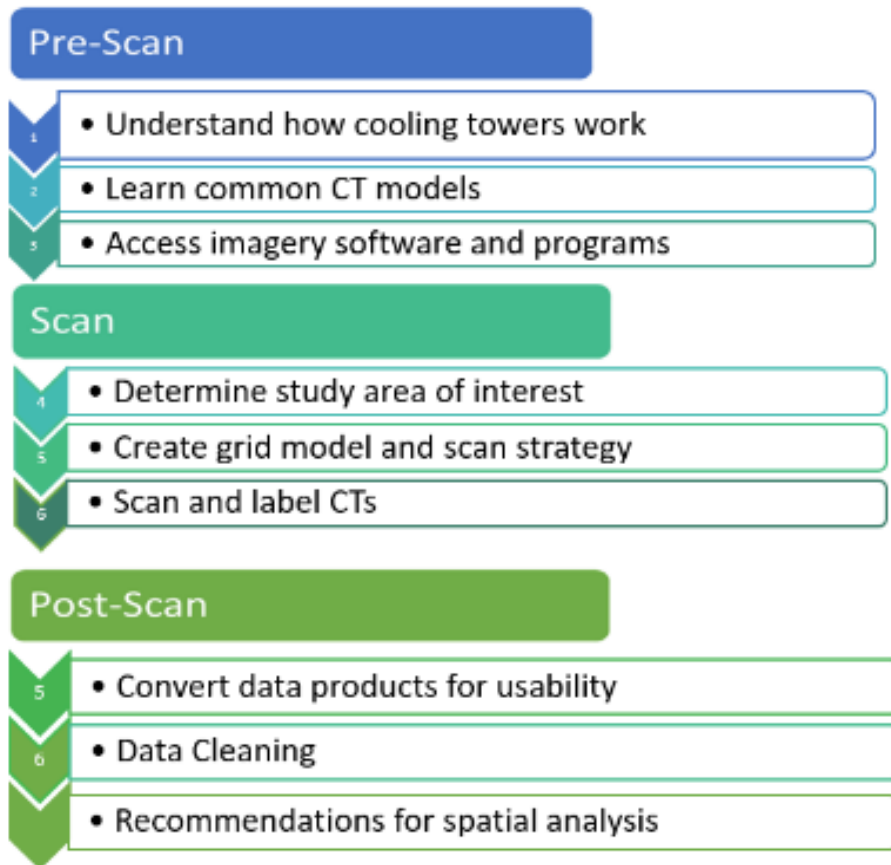 Pre-Scan
1
• Understand how cooling towers work
2
• Learn common CT models
3
• Access imagery software and programs
Scan
4
• Determine study area of interest
5
• Create grid model and scan strategy
6
• Scan and label CTs
Post-Scan
5
• Convert data products for usability
6
• Data Cleaning
• Recommendations for spatial analysis